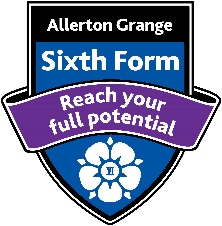 Allerton Grange
Sixth Form
Reach your
full potential